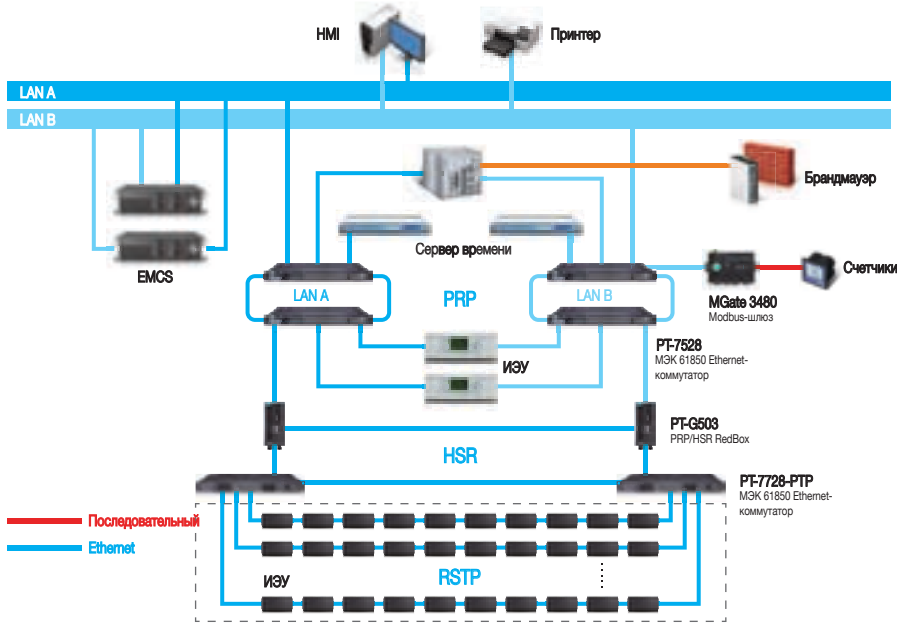 HMI
Принтер
LAN A
LAN B
Брандмауэр
Сервер времени
EMCS
LAN A
PRP
LAN B
Счетчики
MGate 3480
Modbus-шлюз
ИЭУ
PT-7528
МЭК 61850 Ethernet-
коммутатор
PT-G503
PRP/HSR RedBox
HSR
PT-7728-PTP
МЭК 61850 Ethernet-
коммутатор
Последовательный
Ethernet
ИЭУ
RSTP